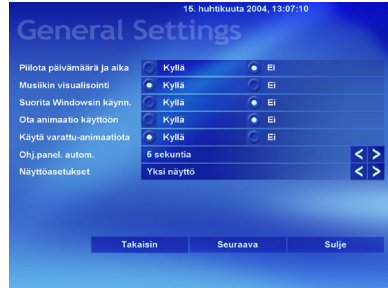 15. huhtikuuta 2004, 13:07:10
General Settings
Piilota päivämäärä ja aika Kyllä Ei
Musiikin visualisointi Kyllä Ei
Suorita Windowsin käynn. Kyllä Ei
Ota animaatio käyttöön Kyllä Ei
Käytä varattu-animaatiota Kyllä Ei
Ohj.panel. autom. 5 sekuntia < >
Näyttöasetukset Yksi näyttö < >
Takaisin Seuraava Sulje